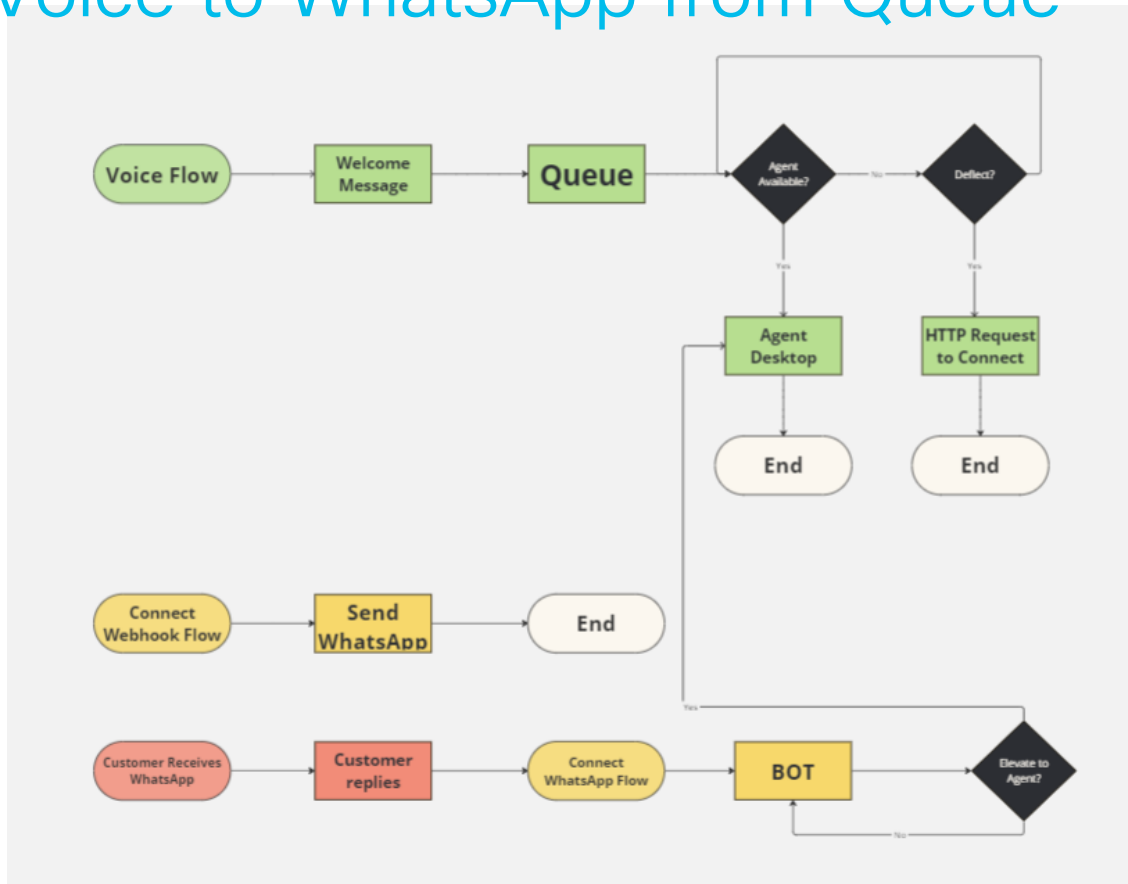 Voice to WhatsApp from Queue
Voice Flow
Welcome
Message
Queue
Agent
Available?
No
Deflect?
Yes
Yes
Agent
Desktop
HTTP Request
to Connect
End
End
Connect
Webhook Flow
Send
WhatsApp
End
Yes
Customer Receives
WhatsApp
Customer
replies
Connect
WhatsApp Flow
BOT
Elevate to
Agent?
No